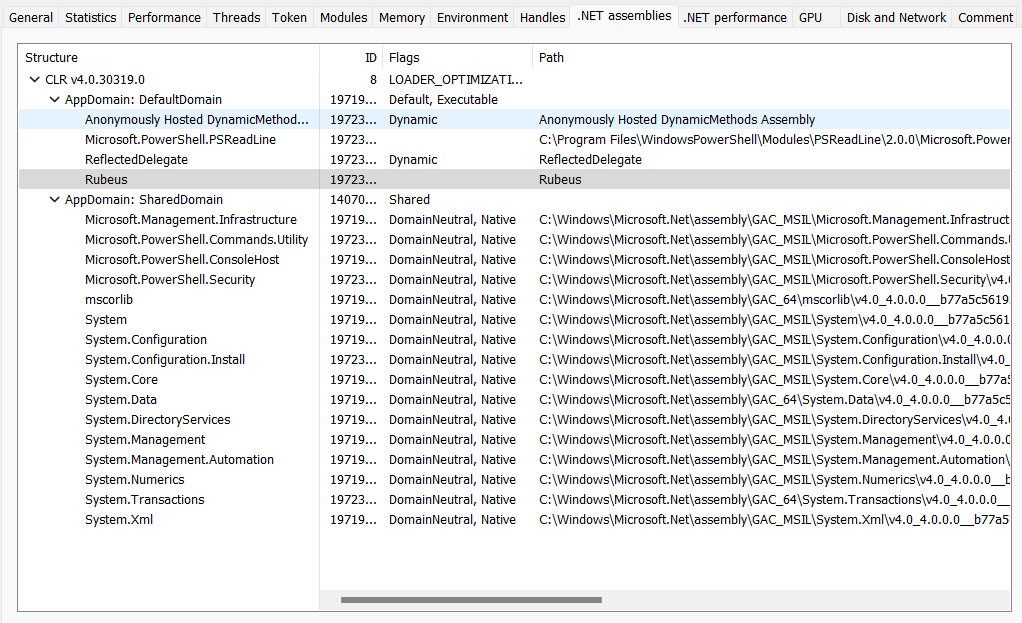 General Statistics Performance Threads Token Modules Memory Environment Handles .NET assemblies .NET performance GPU Disk and Network Comment
Structure ID Flags Path
CLR v4.0.30319.0 8 LOADER_OPTIMIZATI...
AppDomain: DefaultDomain 19719... Default, Executable
Anonymously Hosted DynamicMethod... 19723... Dynamic Anonymously Hosted DynamicMethods Assembly
Microsoft.PowerShell.PSReadLine 19723... C:\Program Files\WindowsPowerShell\Modules\PSReadLine\2.0.0\Microsoft.Power
ReflectedDelegate 19723... Dynamic ReflectedDelegate
Rubeus 19723... Rubeus
AppDomain: SharedDomain 14070... Shared
Microsoft.Management.Infrastructure 19719... DomainNeutral, Native C:\Windows\Microsoft.Net\assembly\GAC_MSIL\Microsoft.Management.Infrastruct
Microsoft.PowerShell.Commands.Utility 19723... DomainNeutral, Native C:\Windows\Microsoft.Net\assembly\GAC_MSIL\Microsoft.PowerShell.Commands.U
Microsoft.PowerShell.ConsoleHost 19719... DomainNeutral, Native C:\Windows\Microsoft.Net\assembly\GAC_MSIL\Microsoft.PowerShell.ConsoleHost
Microsoft.PowerShell.Security 19723... DomainNeutral, Native C:\Windows\Microsoft.Net\assembly\GAC_MSIL\Microsoft.PowerShell.Security\v4.
mscorlib 19719... DomainNeutral, Native C:\Windows\Microsoft.Net\assembly\GAC_64\mscorlib\v4.0_4.0.0.0__b77a5c5619
System 19719... DomainNeutral, Native C:\Windows\Microsoft.Net\assembly\GAC_MSIL\System\v4.0_4.0.0.0__b77a5c561
System.Configuration 19719... DomainNeutral, Native C:\Windows\Microsoft.Net\assembly\GAC_MSIL\System.Configuration\v4.0_4.0.0.0
System.Configuration.Install 19723... DomainNeutral, Native C:\Windows\Microsoft.Net\assembly\GAC_MSIL\System.Configuration.Install\v4.0_
System.Core 19719... DomainNeutral, Native C:\Windows\Microsoft.Net\assembly\GAC_MSIL\System.Core\v4.0_4.0.0.0__b77a5
System.Data 19719... DomainNeutral, Native C:\Windows\Microsoft.Net\assembly\GAC_64\System.Data\v4.0_4.0.0.0__b77a5c5
System.DirectoryServices 19719... DomainNeutral, Native C:\Windows\Microsoft.Net\assembly\GAC_MSIL\System.DirectoryServices\v4.0_4.
System.Management 19719... DomainNeutral, Native C:\Windows\Microsoft.Net\assembly\GAC_MSIL\System.Management\v4.0_4.0.0.0
System.Management.Automation 19719... DomainNeutral, Native C:\Windows\Microsoft.Net\assembly\GAC_MSIL\System.Management.Automation\
System.Numerics 19719... DomainNeutral, Native C:\Windows\Microsoft.Net\assembly\GAC_MSIL\System.Numerics\v4.0_4.0.0.0__b
System.Transactions 19723... DomainNeutral, Native C:\Windows\Microsoft.Net\assembly\GAC_64\System.Transactions\v4.0_4.0.0.0__
System.Xml 19719... DomainNeutral, Native C:\Windows\Microsoft.Net\assembly\GAC_MSIL\System.Xml\v4.0_4.0.0.0__b77a5